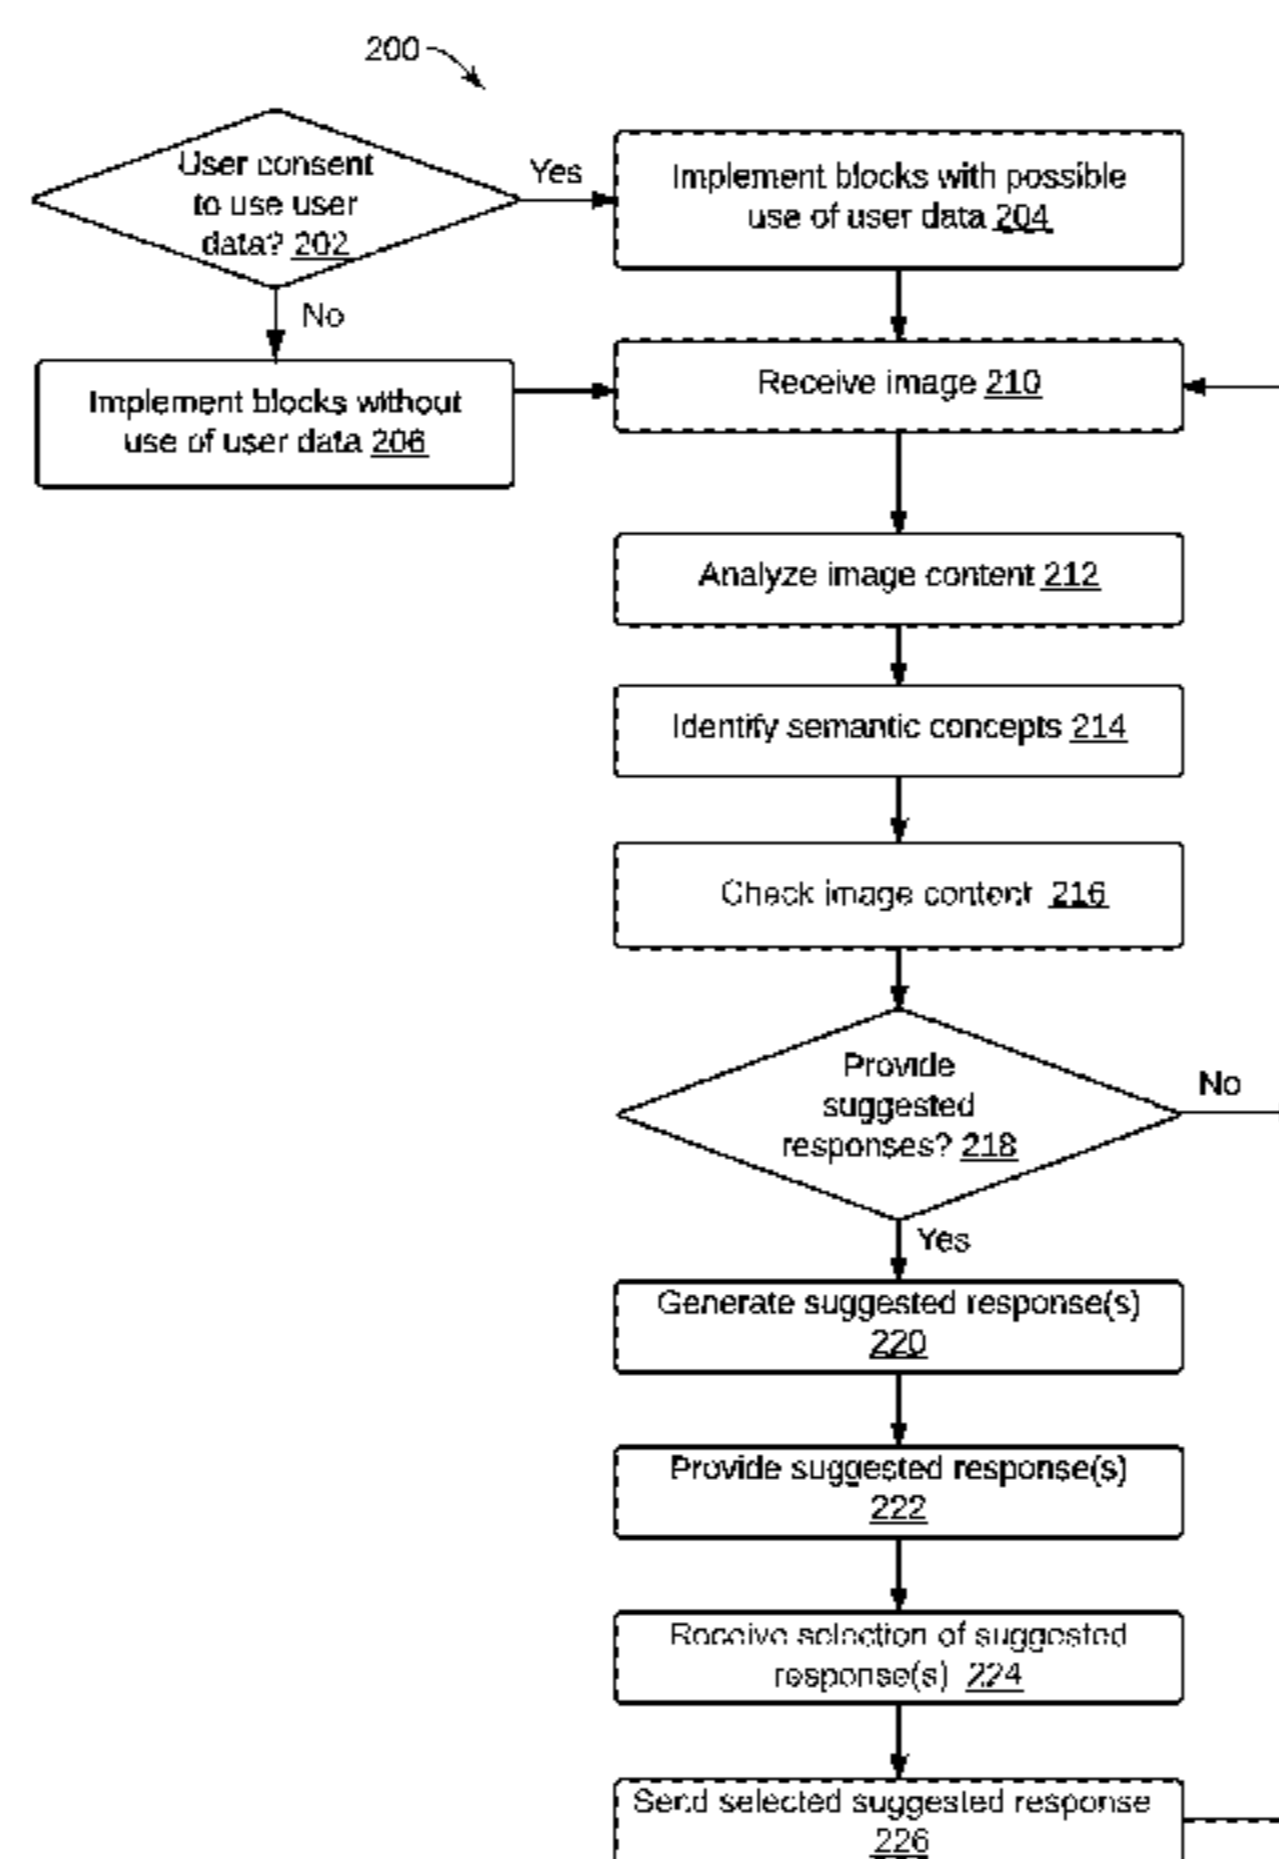 200
User consent
to use user
data? 202
Yes
Implement blocks with possible
use of user data 204
No
Implement blocks without
use of user data 206
Receive image 210
Analyze image content 212
Identify semantic concepts 214
Check image content 216
Provide
suggested
responses? 218
No
Yes
Generate suggested response(s)
220
Provide suggested response(s)
222
Receive selection of suggested
response(s) 224
Send selected suggested response
226